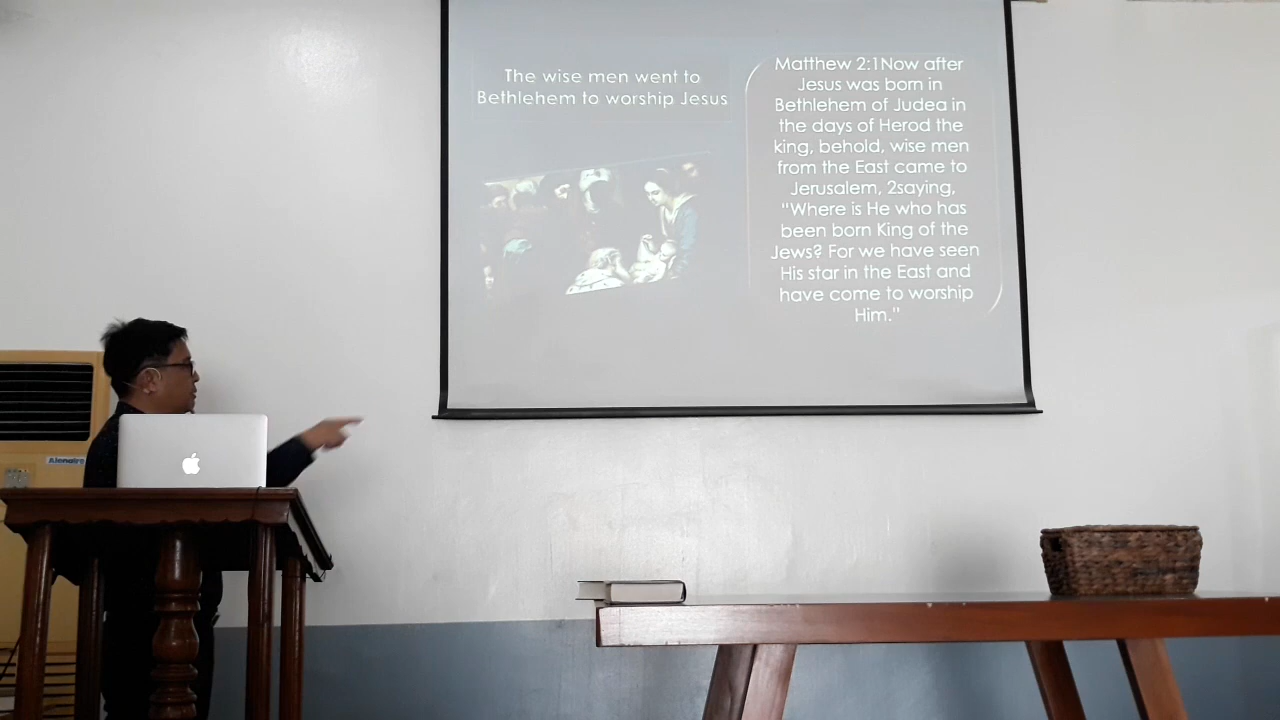 The wise men went to
Bethlehem to worship Jesus
Matthew 2:1Now after
Jesus was born in
Bethlehem of Judea in
the days of Herod the
king, behold, wise men
from the East came to
Jerusalem, 2saying,
“Where is He who has
been born King of the
Jews? For we have seen
His star in the East and
have come to worship
Him.”
Alenaire